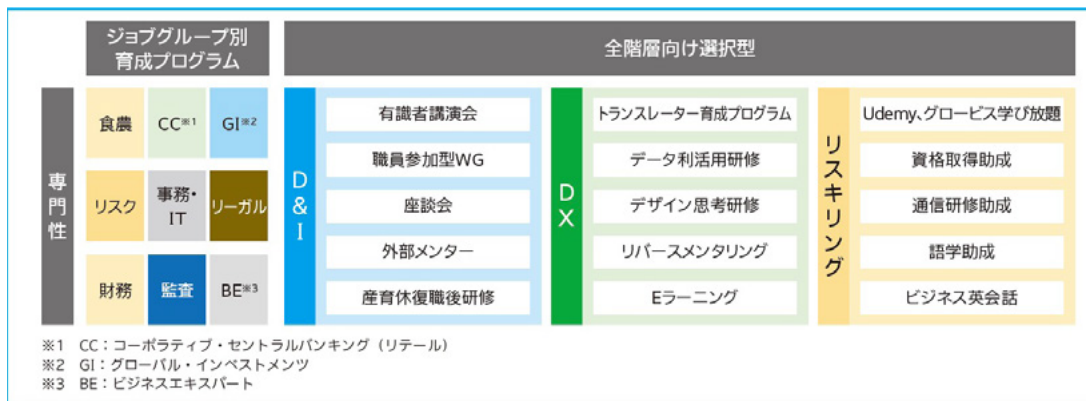 ジョブグループ別
育成プログラム
全階層向け選択型
専門性
食農
CC※1
GI※2
リスク
事務・
IT
リーガル
財務
監査
BE※3
D&I
有識者講演会
職員参加型WG
座談会
外部メンター
産育休復職後研修
DX
トランスレーター育成プログラム
データ利活用研修
デザイン思考研修
リバースメンタリング
Eラーニング
リスキリング
Udemy、グロービス学び放題
資格取得助成
通信研修助成
語学助成
ビジネス英会話
※1 CC：コーポラティブ・セントラルバンキング（リテール）
※2 GI：グローバル・インベストメンツ
※3 BE：ビジネスエキスパート